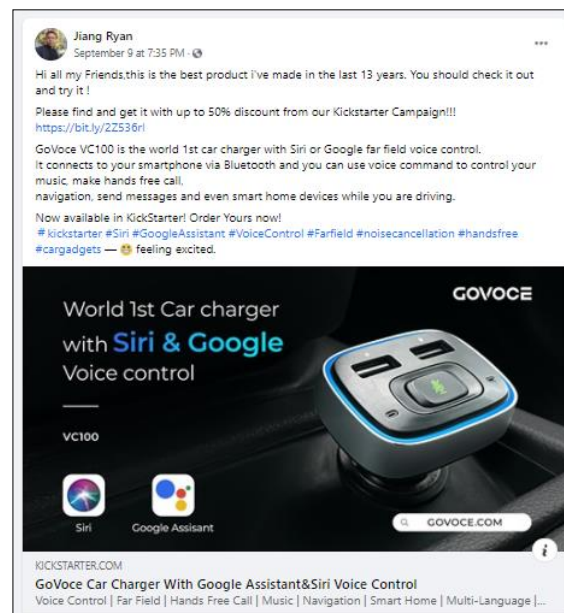 Jiang Ryan
September 9 at 7:35 PM ·
Hi all my Friends,this is the best product i've made in the last 13 years. You should check it out
and try it !
Please find and get it with up to 50% discount from our Kickstarter Campaign!!!
https://bit.ly/2Z536rI
GoVoce VC100 is the world 1st car charger with Siri or Google far field voice control.
It connects to your smartphone via Bluetooth and you can use voice command to control your
music, make hands free call,
navigation, send messages and even smart home devices while you are driving.
Now available in KickStarter! Order Yours now!
#kickstarter #Siri #GoogleAssistant #VoiceControl #Farfield #noisecancellation #handsfree
#cargadgets — 😁 feeling excited.
GOVOCE
World 1st Car charger
with Siri & Google
Voice control
VC100
Siri
Google Assisant
GOVOCE.COM
KICKSTARTER.COM
GoVoce Car Charger With Google Assistant&Siri Voice Control
Voice Control | Far Field | Hands Free Call | Music | Navigation | Smart Home | Multi-Language |...